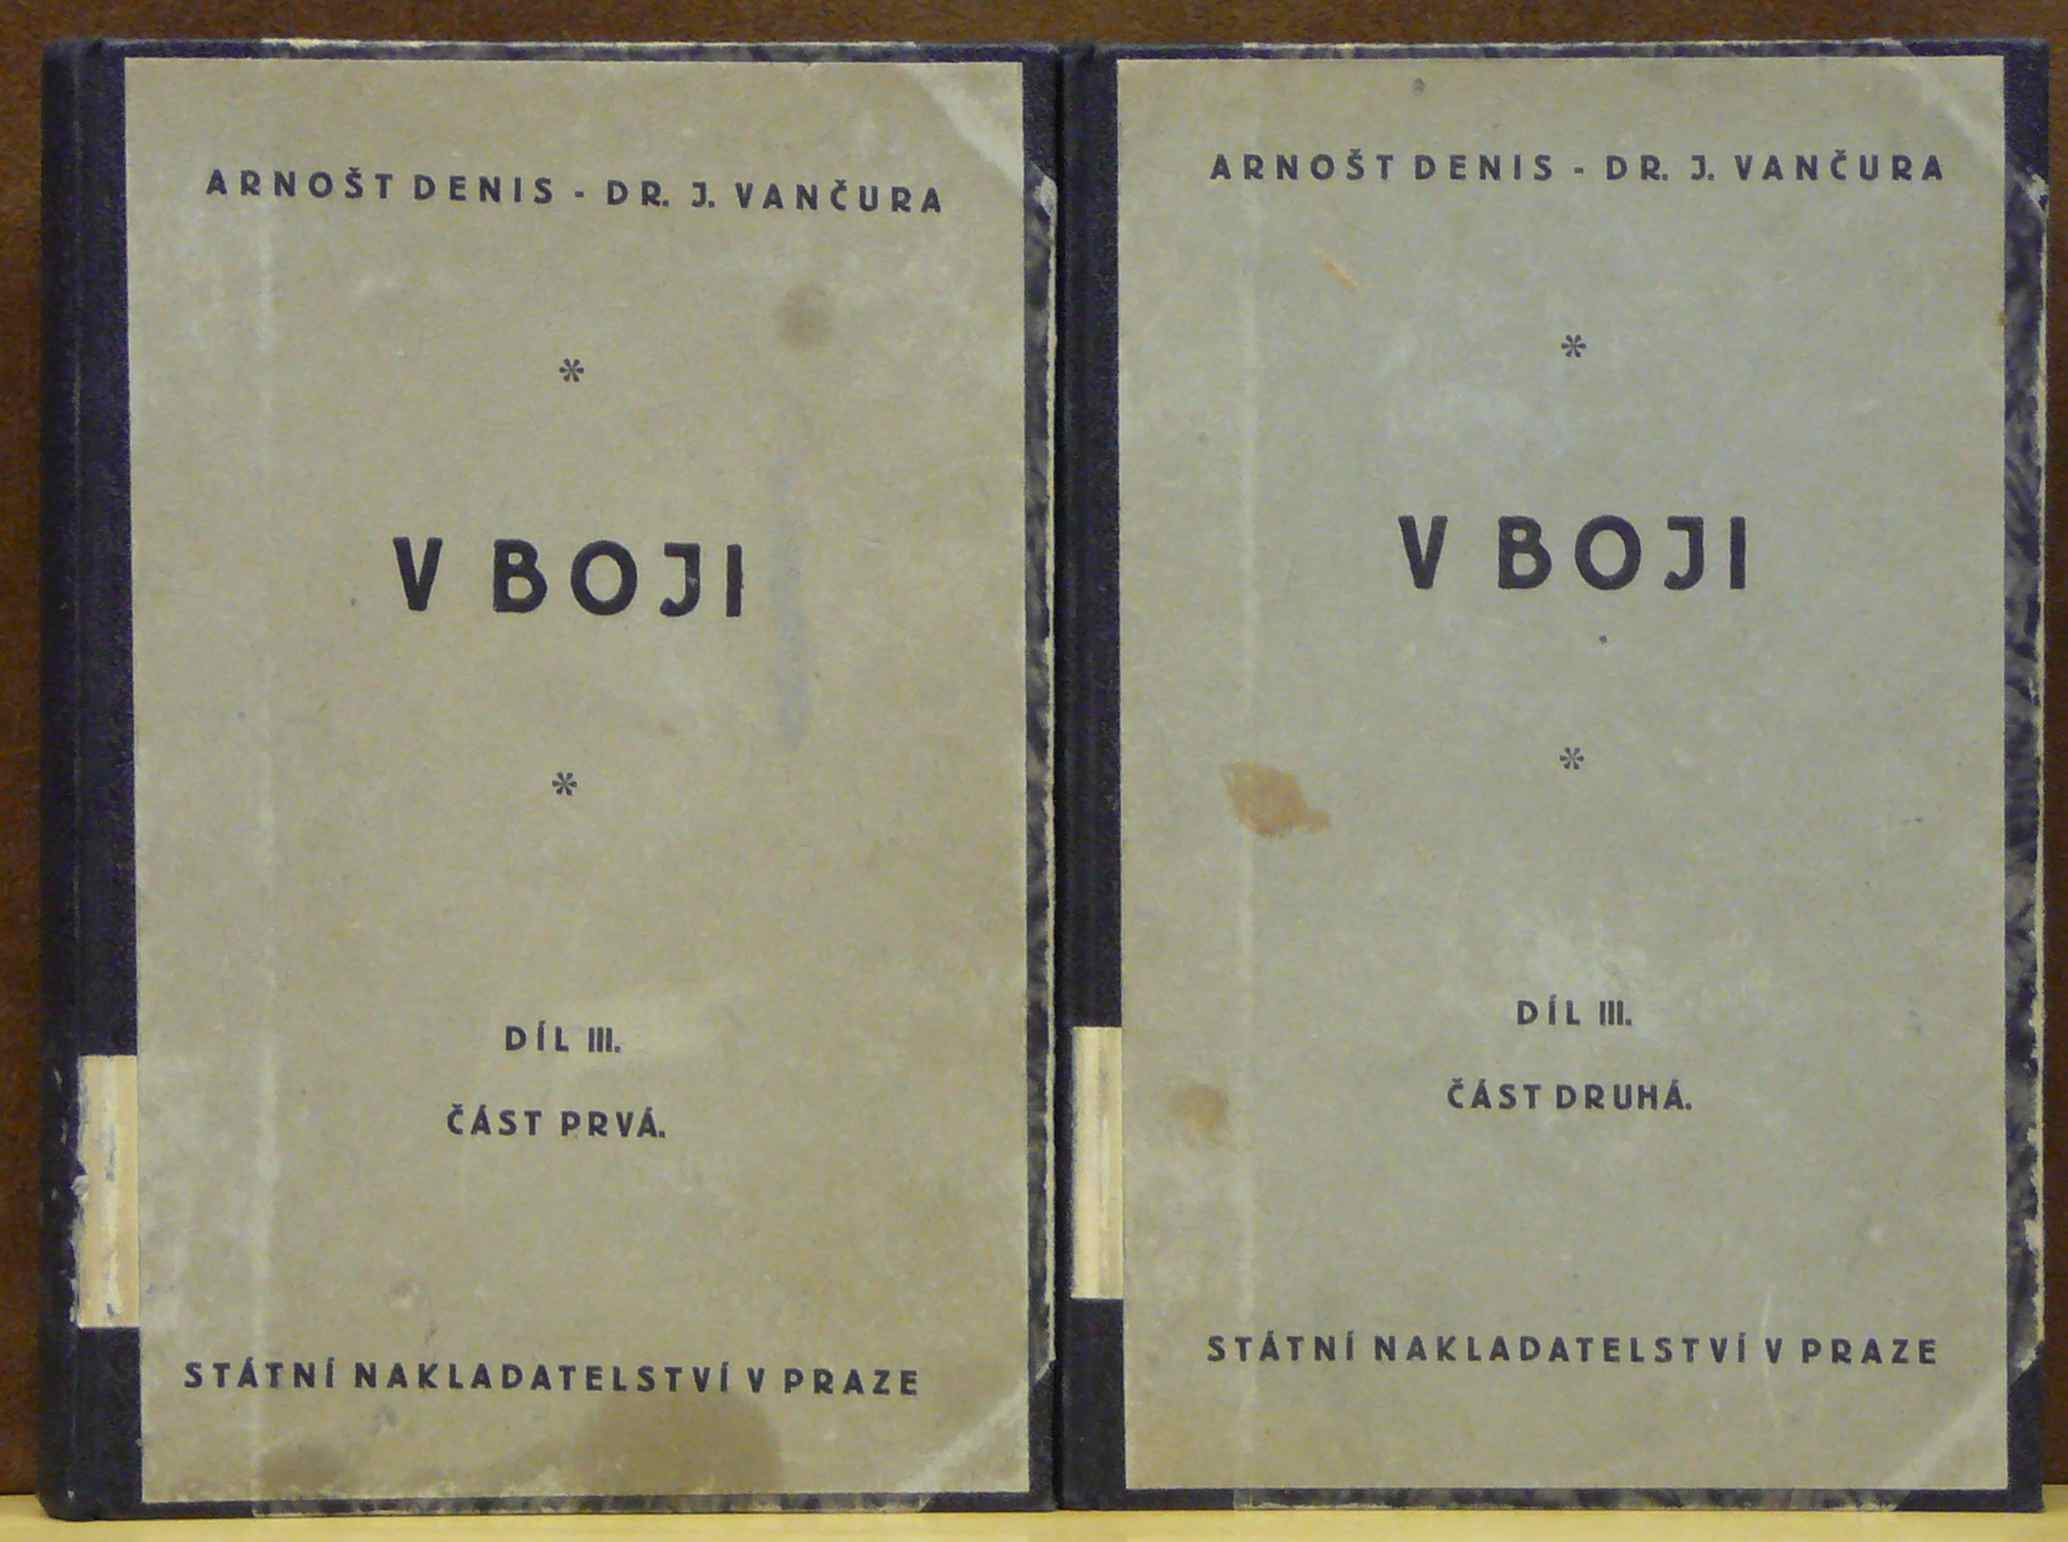 ARNOŠT DENIS - DR. J. VANČURA
*
V BOJI
*
DÍL III.
ČÁST PRVÁ.
STÁTNÍ NAKLADATELSTVÍ V PRAZE
ARNOŠT DENIS - DR. J. VANČURA
*
V BOJI
*
DÍL III.
ČÁST DRUHÁ.
STÁTNÍ NAKLADATELSTVÍ V PRAZE